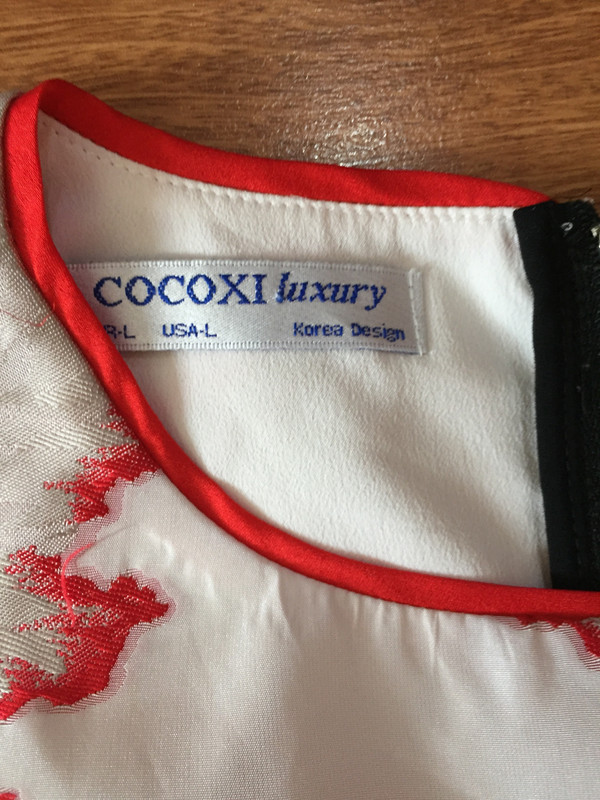 COCOXI luxury
R-L USA-L Korea Design